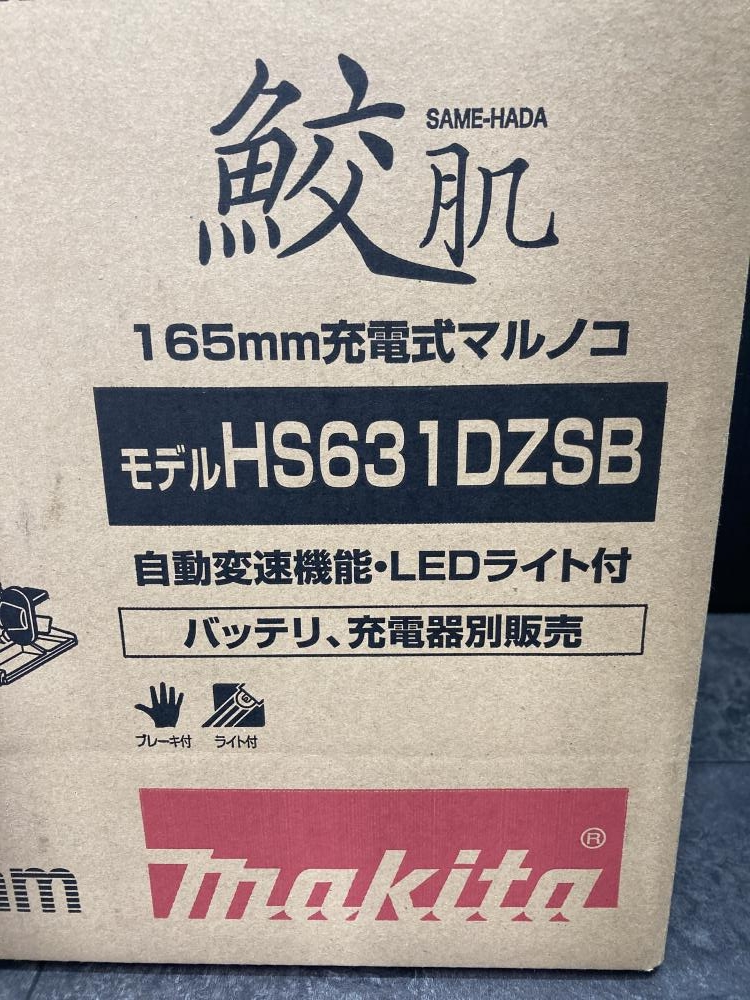 鮫肌
SAME-HADA
165mm充電式マルノコ
モデルHS631DZSB
自動変速機能・LEDライト付
バッテリ、充電器別販売
ブレーキ付
ライト付
makita®